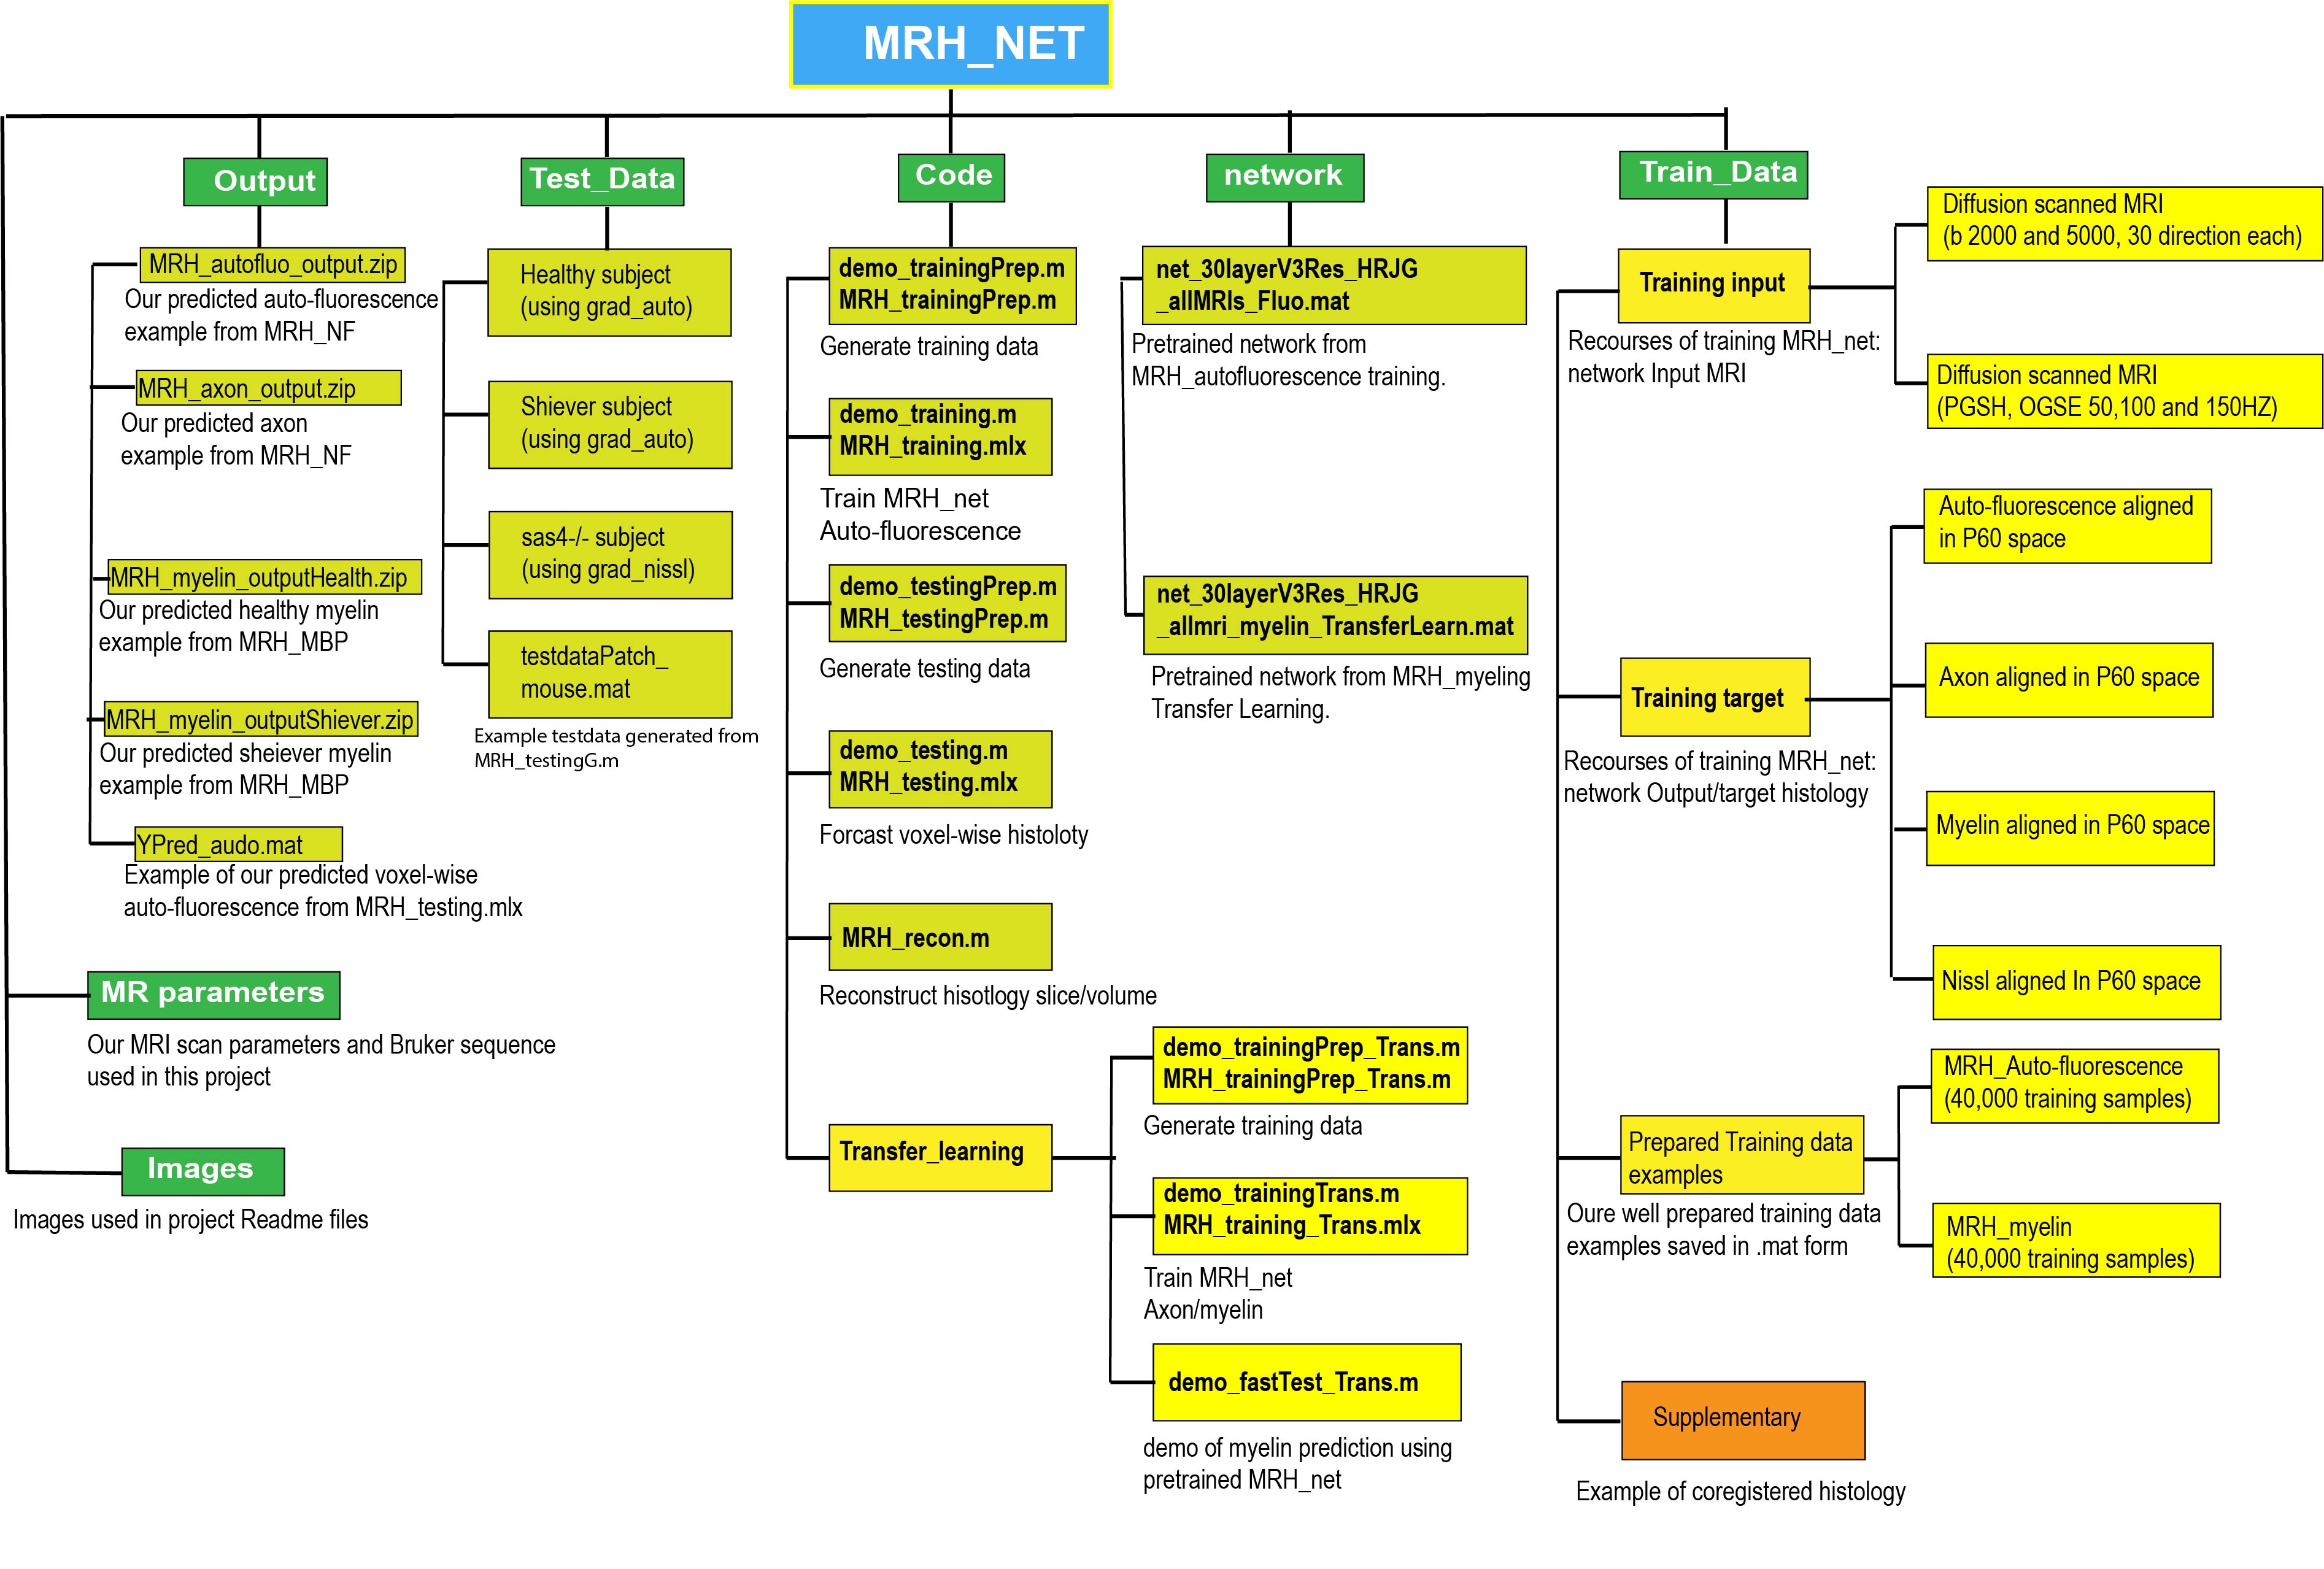 MRH_NET
Output
MRH_autofluo_output.zip
Our predicted auto-fluorescence
example from MRH_NF
MRH_axon_output.zip
Our predicted axon
example from MRH_NF
MRH_myelin_outputHealth.zip
Our predicted healthy myelin
example from MRH_MBP
MRH_myelin_outputShiever.zip
Our predicted sheiever myelin
example from MRH_MBP
YPred_audo.mat
Example of our predicted voxel-wise
auto-fluorescence from MRH_testing.mlx
MR parameters
Our MRI scan parameters and Bruker sequence
used in this project
Images
Images used in project Readme files
Test_Data
Healthy subject
(using grad_auto)
Shiever subject
(using grad_auto)
sas4-/- subject
(using grad_nissl)
testdataPatch_
mouse.mat
Example testdata generated from
MRH_testingG.m
Code
demo_trainingPrep.m
MRH_trainingPrep.m
Generate training data
demo_training.m
MRH_training.mlx
Train MRH_net
Auto-fluorescence
demo_testingPrep.m
MRH_testingPrep.m
Generate testing data
demo_testing.m
MRH_testing.mlx
Forcast voxel-wise histoloty
MRH_recon.m
Reconstruct hisotlogy slice/volume
Transfer_learning
demo_trainingPrep_Trans.m
MRH_trainingPrep_Trans.m
Generate training data
demo_trainingTrans.m
MRH_training_Trans.mlx
Train MRH_net
Axon/myelin
demo_fastTest_Trans.m
demo of myelin prediction using
pretrained MRH_net
network
net_30layerV3Res_HRJG
_allMRIs_Fluo.mat
Pretrained network from
MRH_autofluorescence training.
net_30layerV3Res_HRJG
_allmri_myelin_TransferLearn.mat
Pretrained network from MRH_myeling
Transfer Learning.
Train_Data
Training input
Recourses of training MRH_net:
network Input MRI
Diffusion scanned MRI
(b 2000 and 5000, 30 direction each)
Diffusion scanned MRI
(PGSH, OGSE 50,100 and 150HZ)
Training target
Recourses of training MRH_net:
network Output/target histology
Auto-fluorescence aligned
in P60 space
Axon aligned in P60 space
Myelin aligned in P60 space
Nissl aligned In P60 space
Prepared Training data
examples
Oure well prepared training data
examples saved in .mat form
MRH_Auto-fluorescence
(40,000 training samples)
MRH_myelin
(40,000 training samples)
Supplementary
Example of coregistered histology